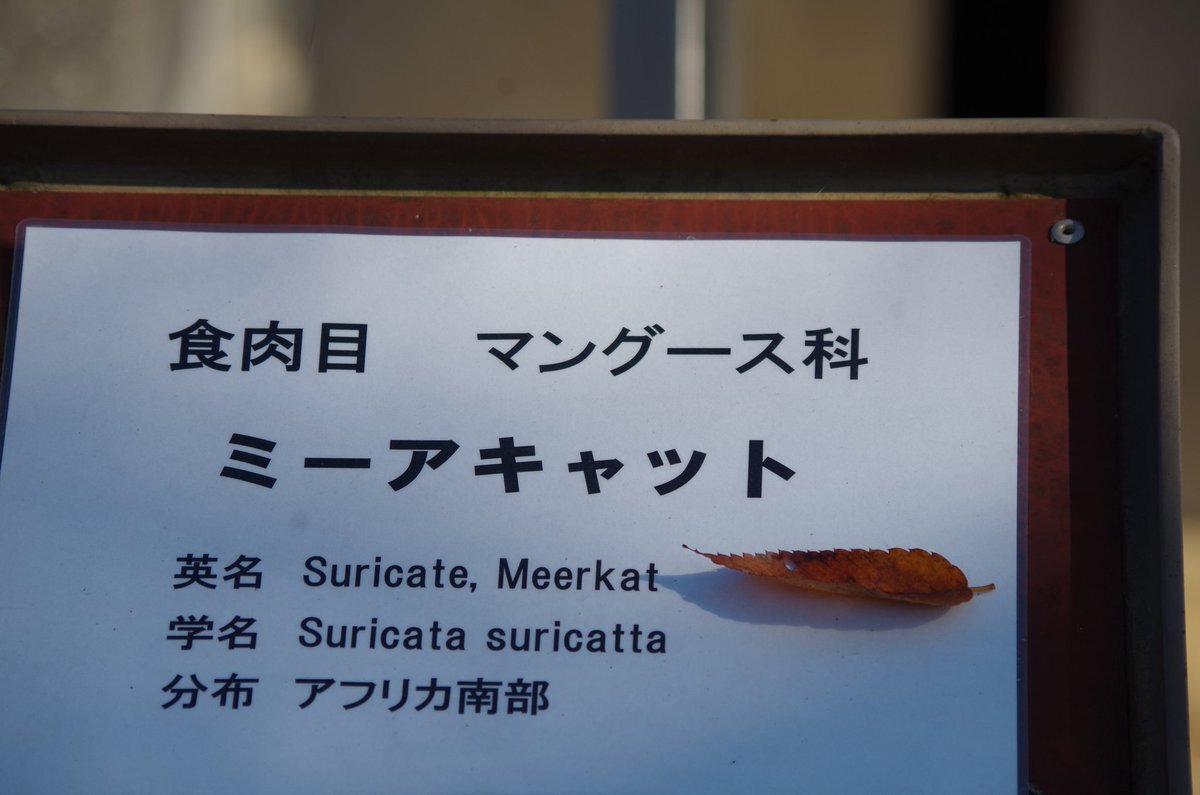 食肉目　マングース科
ミーアキャット
英名　Suricate, Meerkat
学名　Suricata suricatta
分布　アフリカ南部